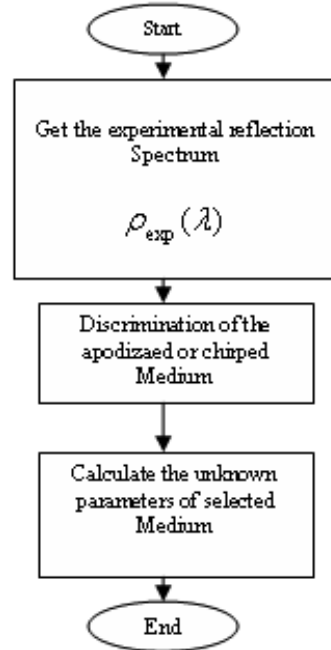 Start
Get the experimental reflection
Spectrum
ρexp(λ)
Discrimination of the
apodizaed or chirped
Medium
Calculate the unknown
parameters of selected
Medium
End